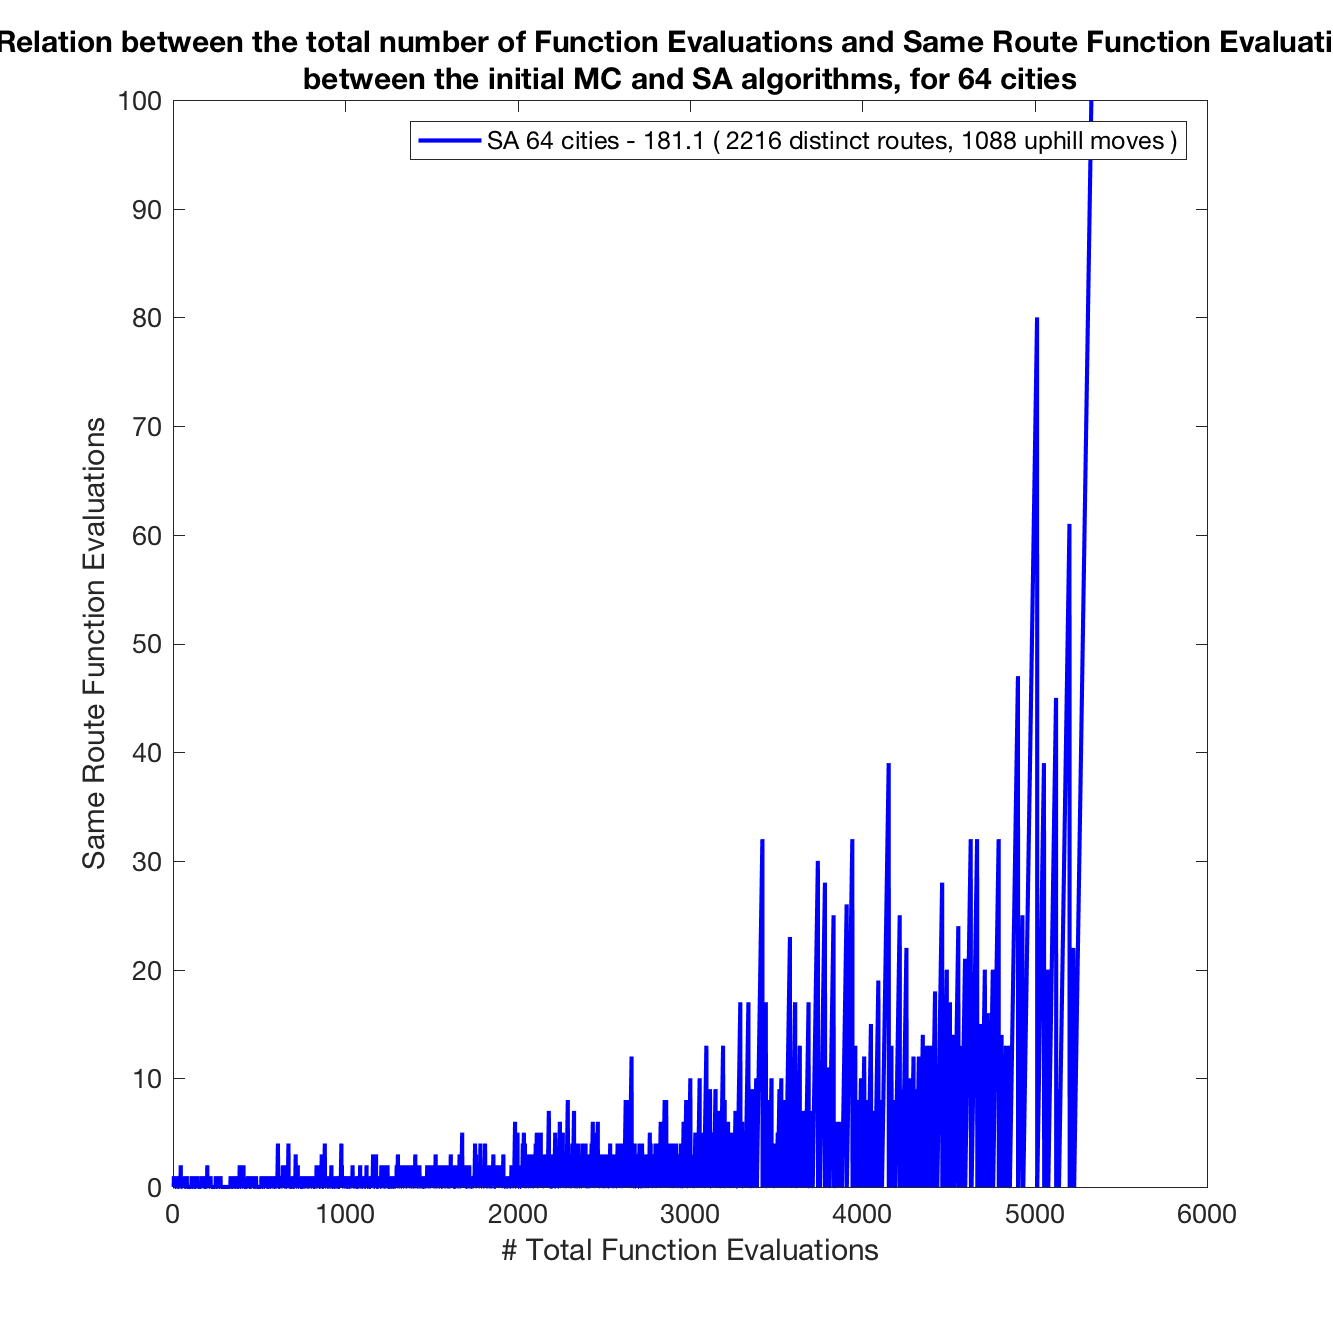 Relation between the total number of Function Evaluations and Same Route Function Evaluati
between the initial MC and SA algorithms, for 64 cities
SA 64 cities - 181.1 ( 2216 distinct routes, 1088 uphill moves )
100
90
80
70
60
50
40
30
20
10
0
Same Route Function Evaluations
0 1000 2000 3000 4000 5000 6000
# Total Function Evaluations